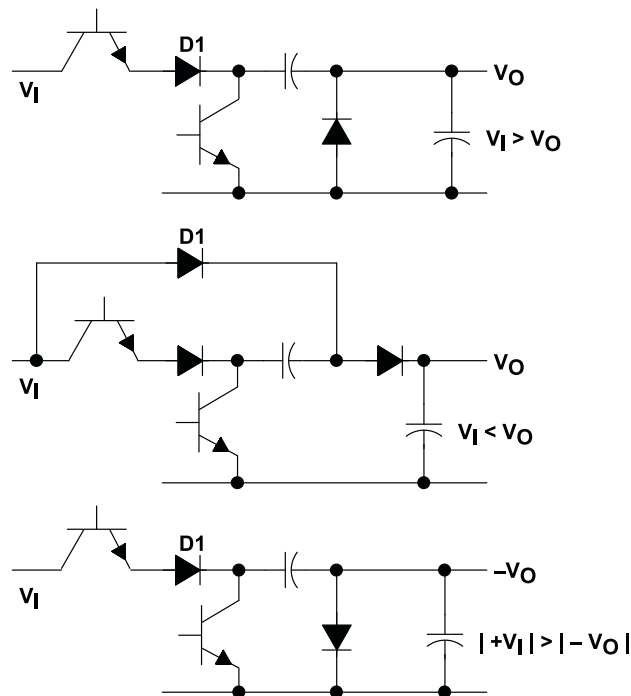 D1
VI
VO
VI > VO
D1
VI
VO
VI < VO
D1
VI
–VO
| +VI | > | – VO |